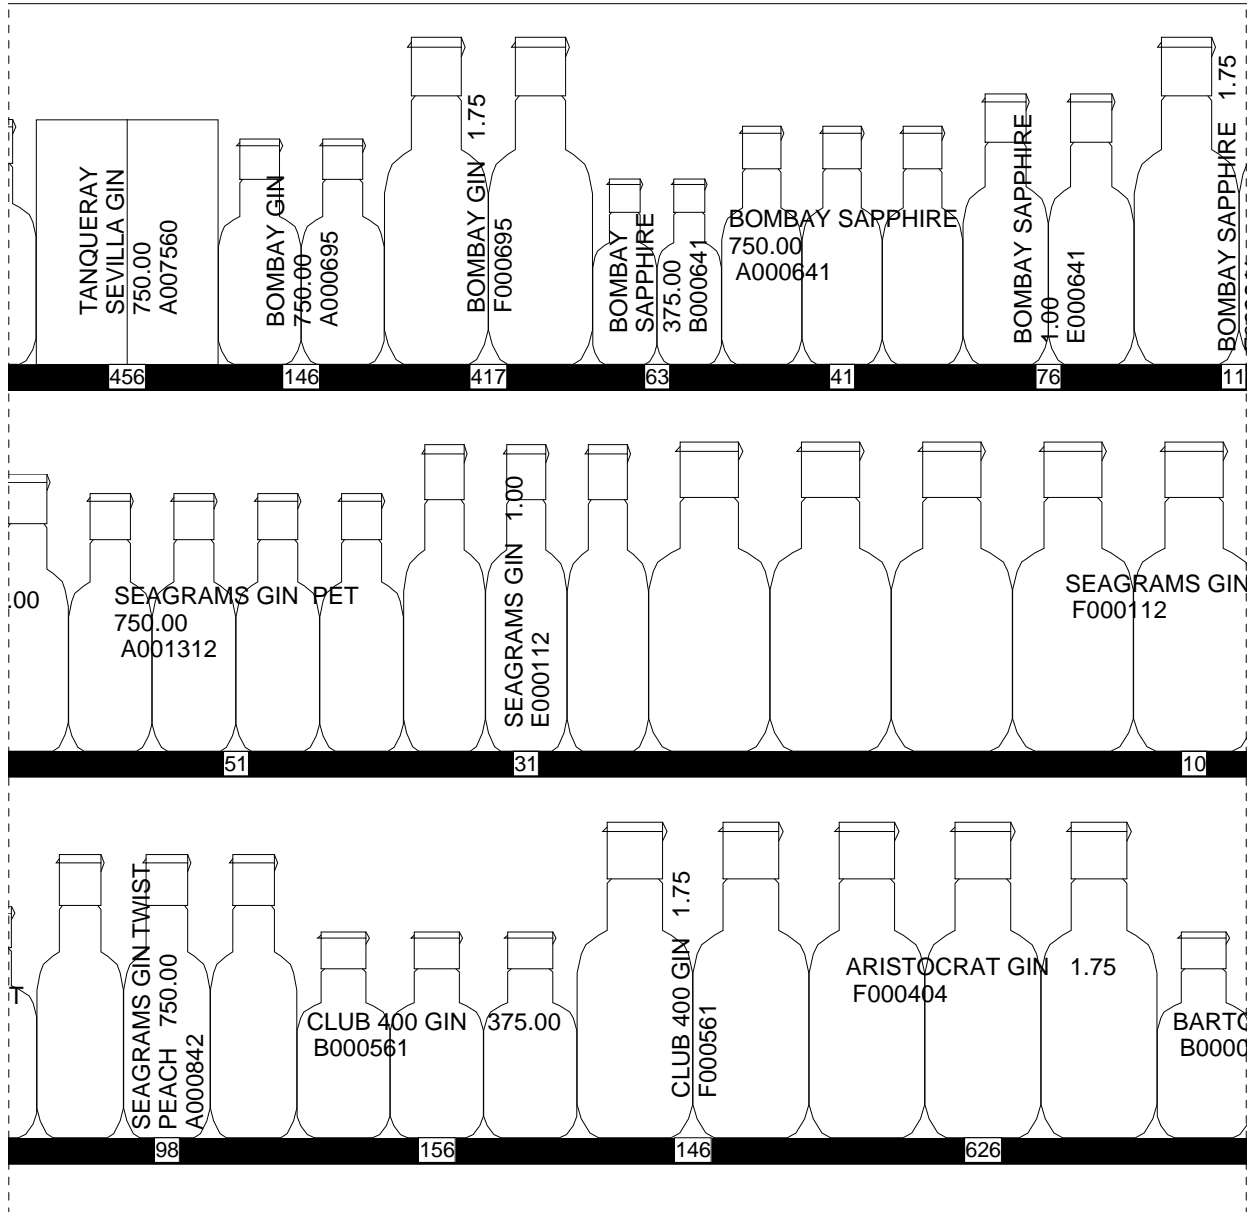 TANQUERAY
SEVILLA GIN
750.00
A007560
BOMBAY GIN
750.00
A000695
BOMBAY GIN 1.75
F000695
BOMBAY
SAPPHIRE
375.00
B000641
BOMBAY SAPPHIRE
750.00
A000641
BOMBAY SAPPHIRE
1.00
E000641
BOMBAY SAPPHIRE 1.75
456
146
417
63
41
76
11
.00
SEAGRAMS GIN PET
750.00
A001312
SEAGRAMS GIN 1.00
E000112
SEAGRAMS GIN
F000112
51
31
10
T
SEAGRAMS GIN TWIST
PEACH 750.00
A000842
CLUB 400 GIN 375.00
B000561
CLUB 400 GIN 1.75
F000561
ARISTOCRAT GIN 1.75
F000404
BARTO
B0000
98
156
146
626